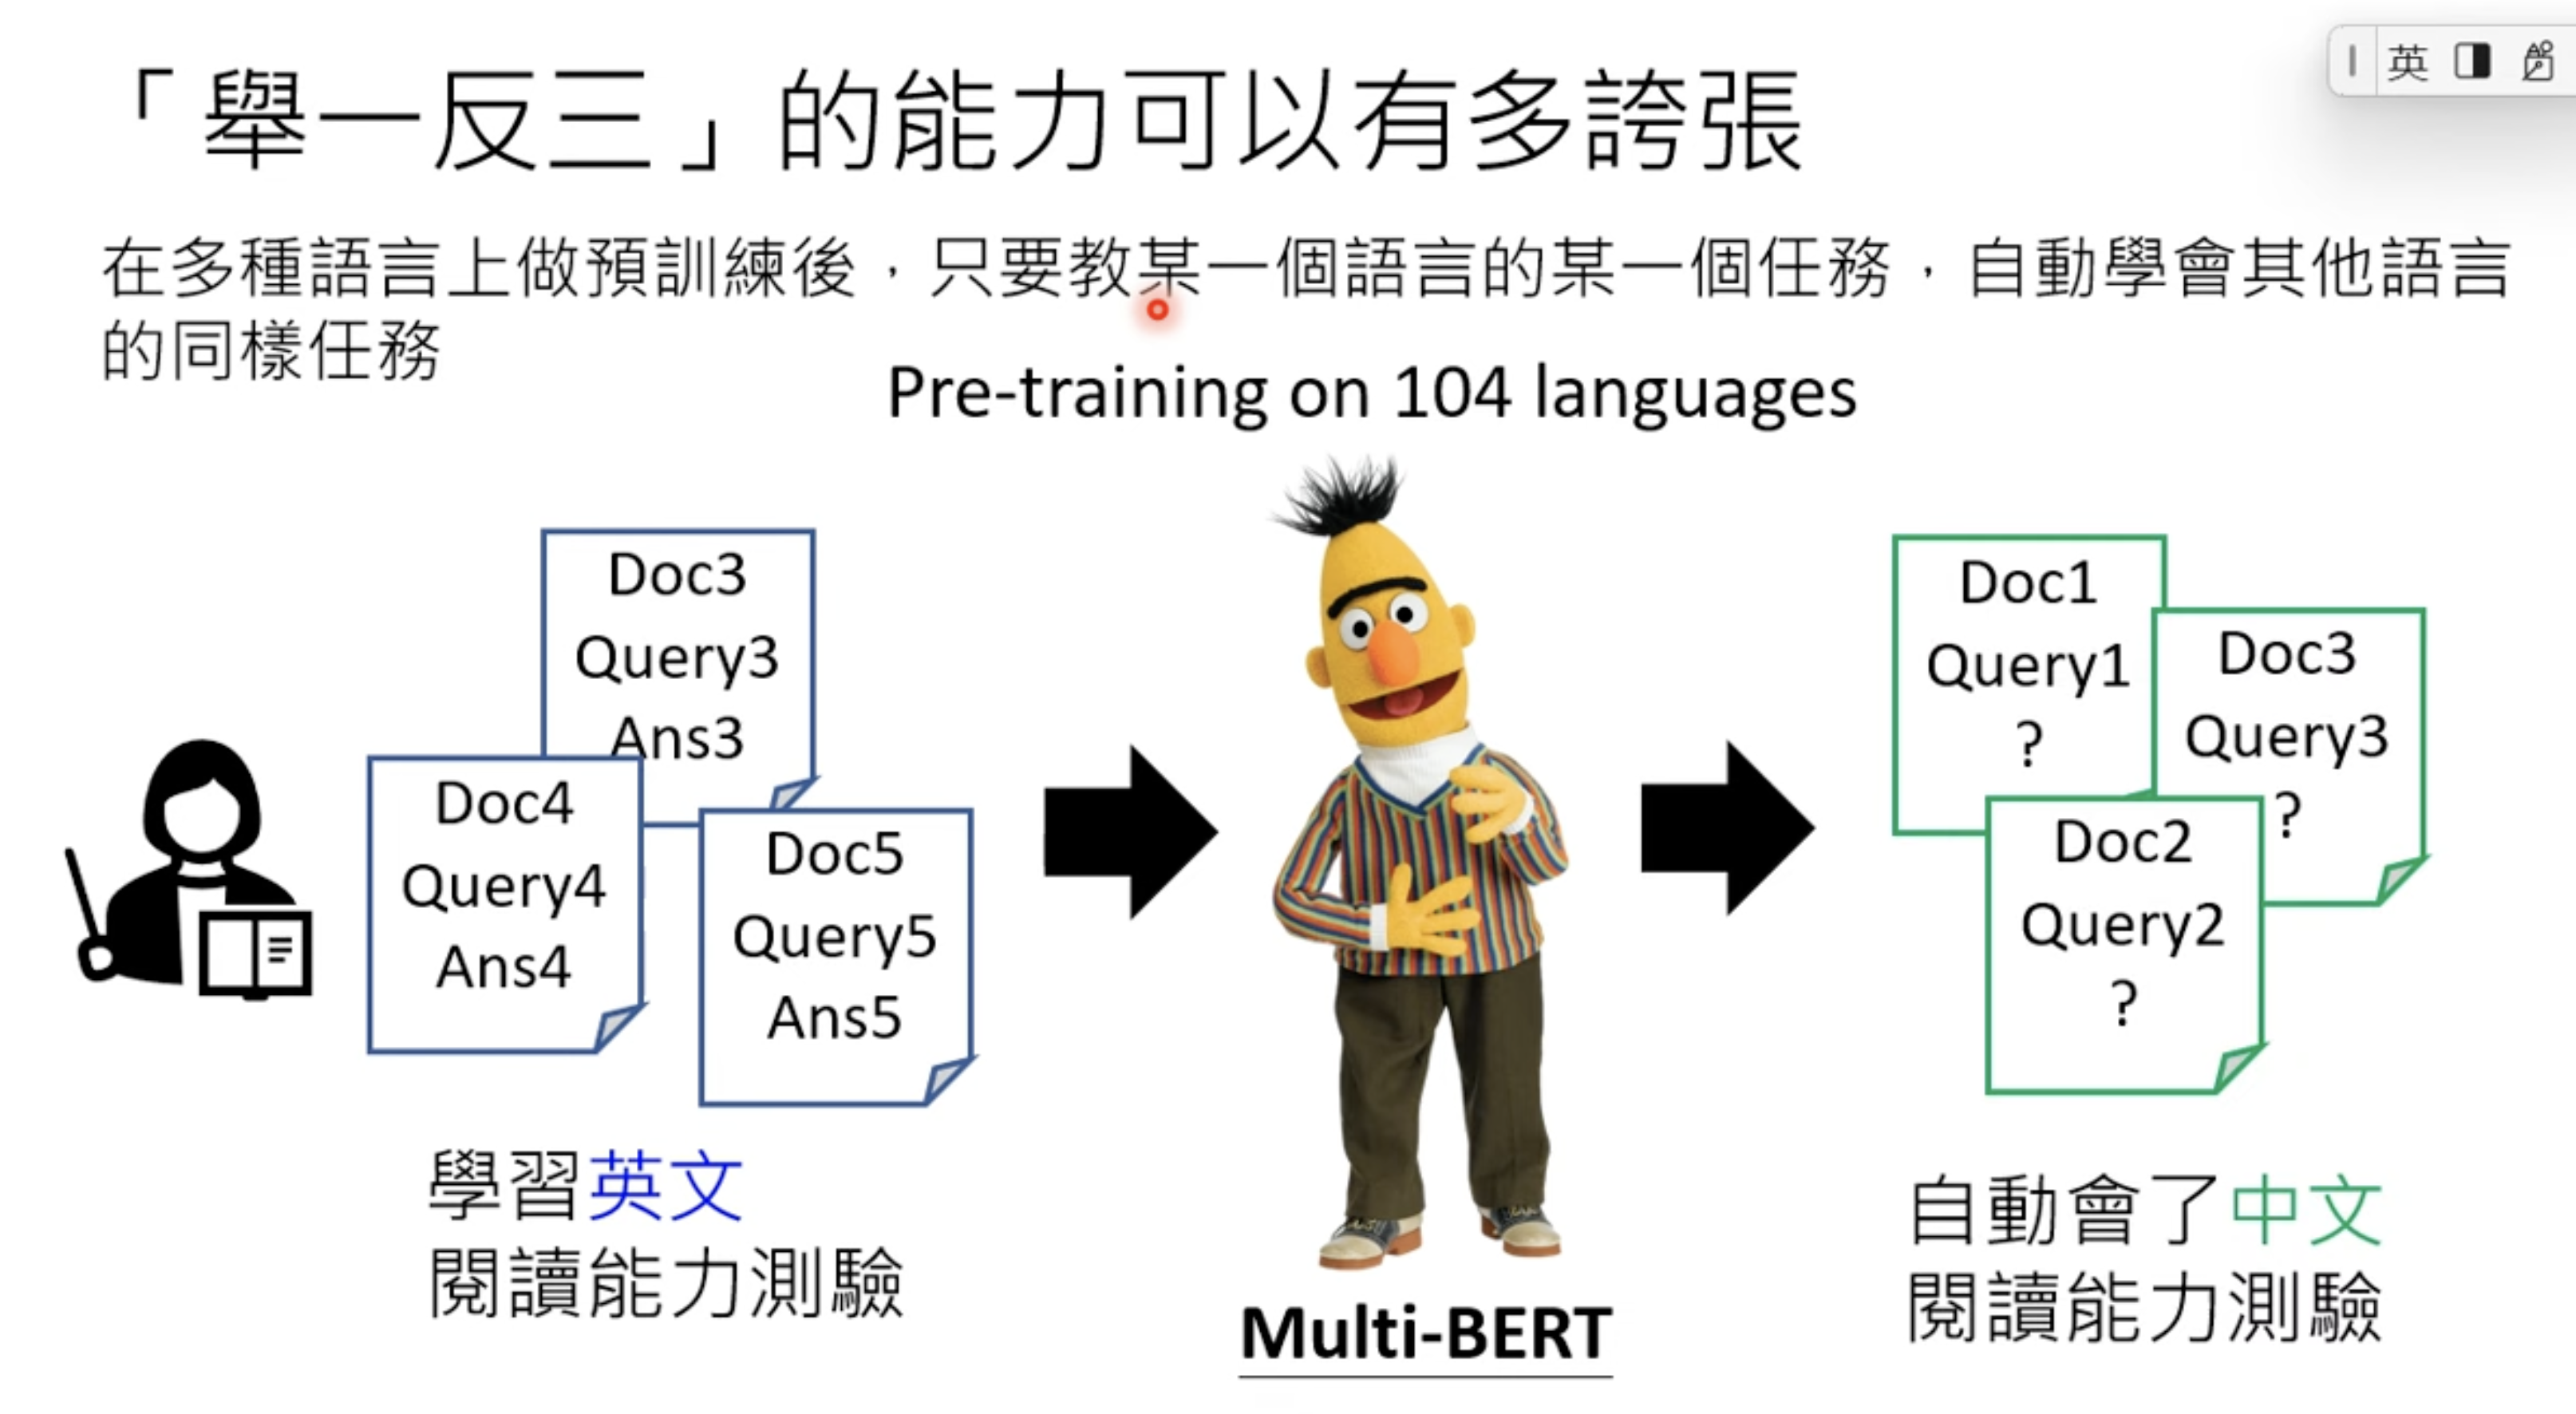 英
「舉一反三」的能力可以有多誇張
在多種語言上做預訓練後，只要教某一個語言的某一個任務，自動學會其他語言
的同樣任務
Pre-training on 104 languages
Doc3
Query3
Ans3
Doc4
Query4
Ans4
Doc5
Query5
Ans5
學習英文
閱讀能力測驗
Multi-BERT
Doc1
Query1
?
Doc3
Query3
?
Doc2
Query2
?
自動會了中文
閱讀能力測驗